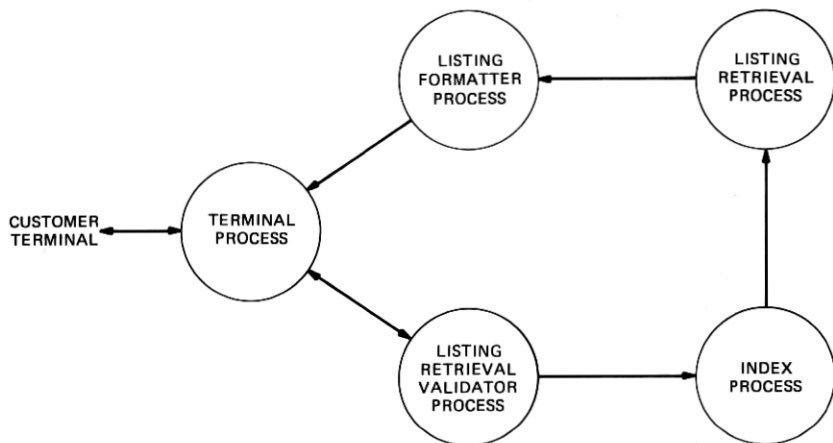 LISTING
FORMATTER
PROCESS
LISTING
RETRIEVAL
PROCESS
CUSTOMER
TERMINAL
TERMINAL
PROCESS
LISTING
RETRIEVAL
VALIDATOR
PROCESS
INDEX
PROCESS